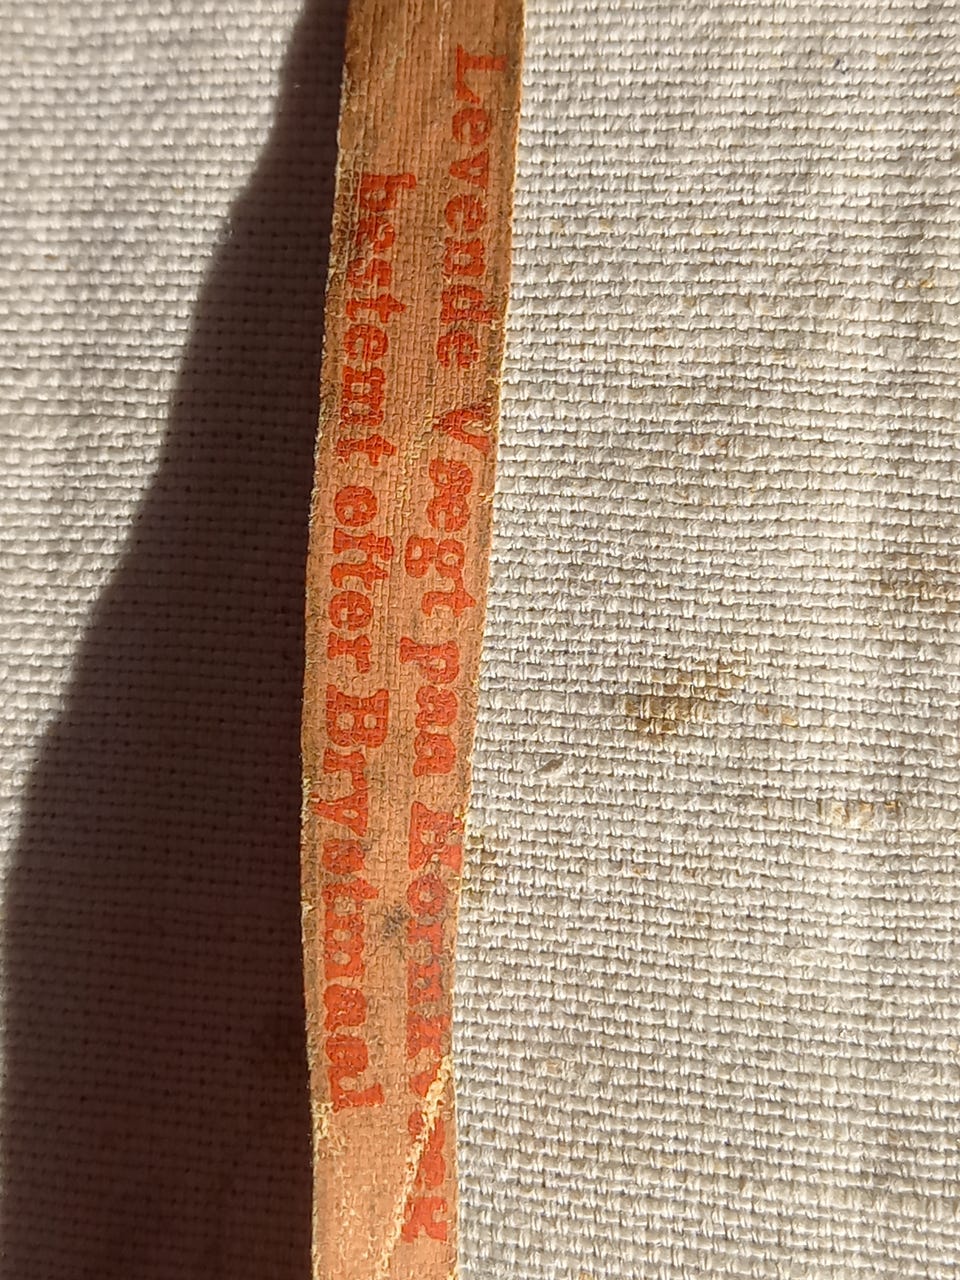 Levende Vægt paa Hornkvæg
bestemt efter Brystmaal